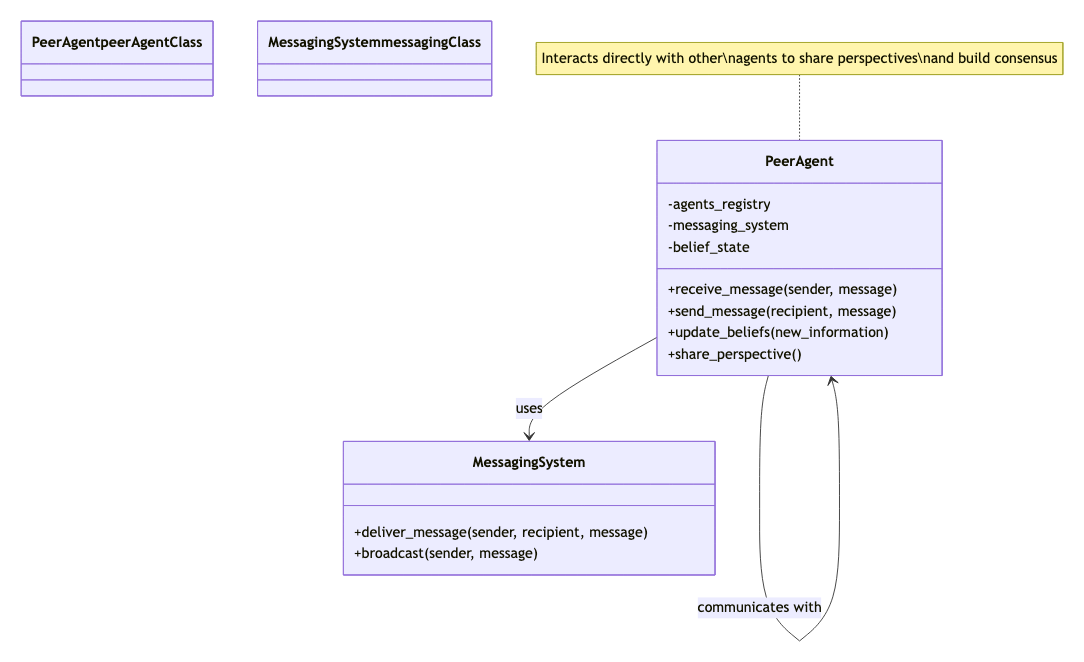 PeerAgentpeerAgentClass
MessagingSystemmessagingClass
Interacts directly with other\nagents to share perspectives\nand build consensus
PeerAgent
-agents_registry
-messaging_system
-belief_state
+receive_message(sender, message)
+send_message(recipient, message)
+update_beliefs(new_information)
+share_perspective()
uses
MessagingSystem
+deliver_message(sender, recipient, message)
+broadcast(sender, message)
communicates with